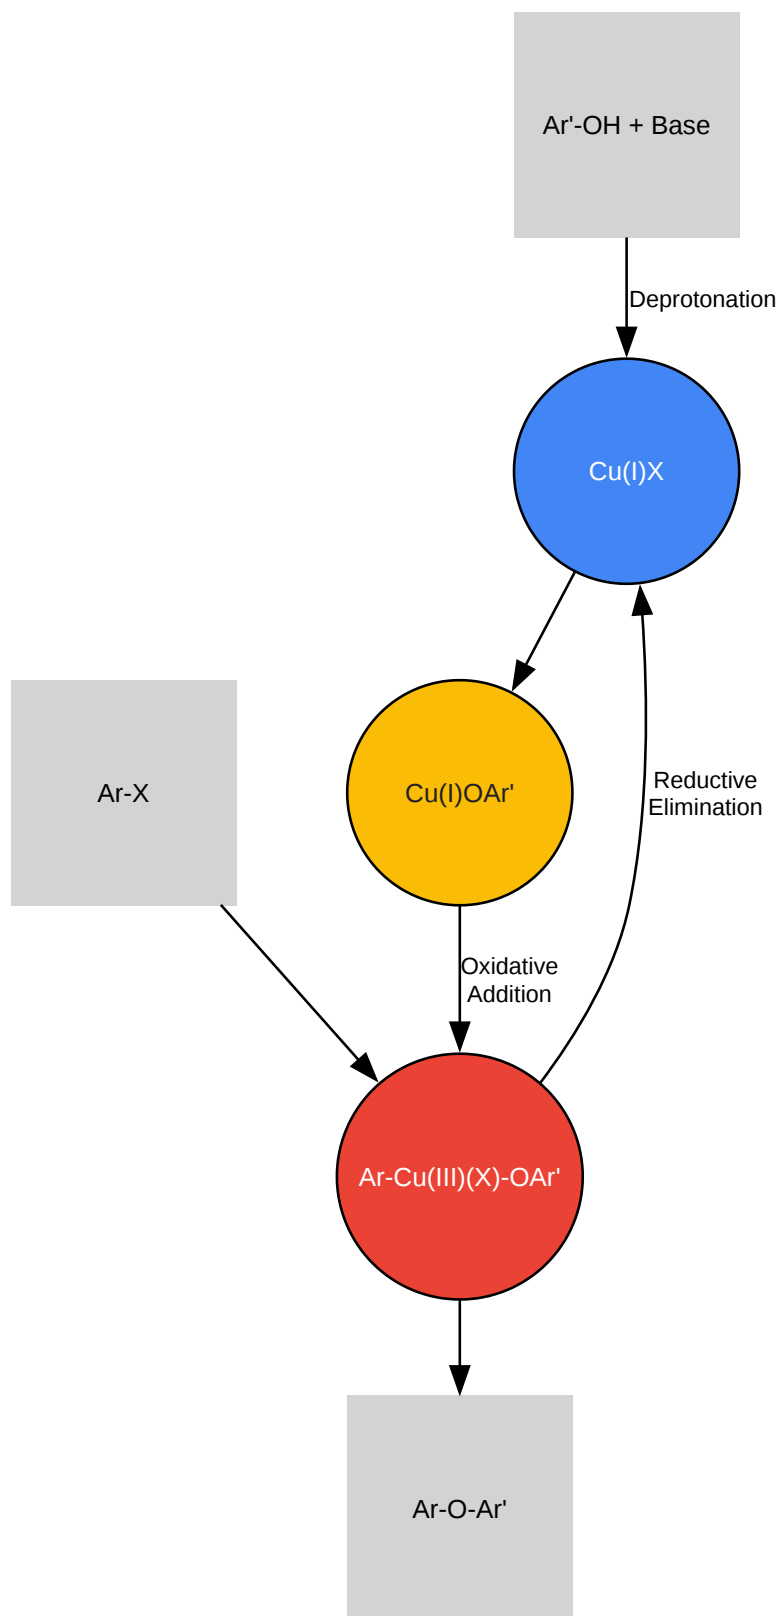 Ar'-OH + Base
Deprotonation
Cu(I)X
Ar-X
Cu(I)OAr'
Reductive
Elimination
Oxidative
Addition
Ar-Cu(III)(X)-OAr'
Ar-O-Ar'